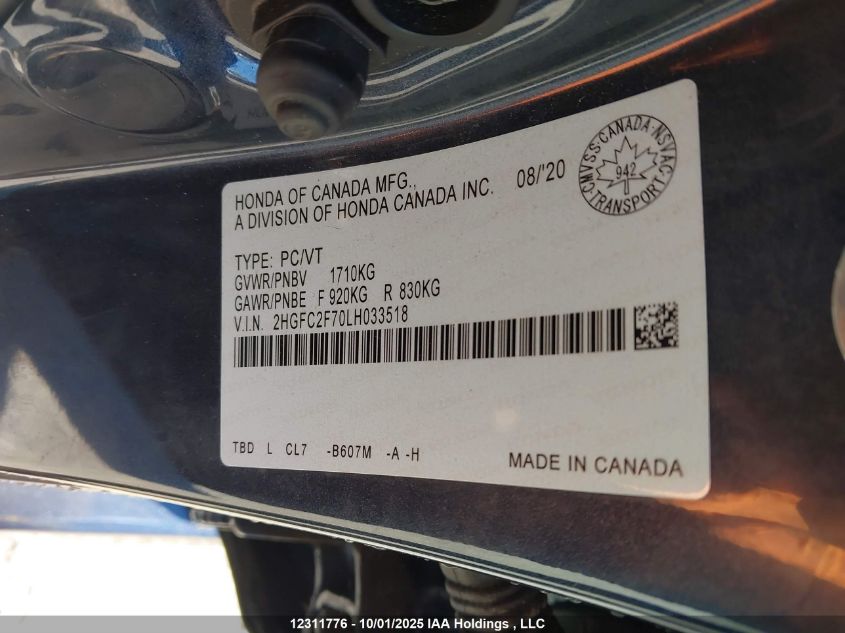 HONDA OF CANADA MFG.,
A DIVISION OF HONDA CANADA INC. 08/'20
CMVSS·CANADA·NSVAC
942
TRANSPORT
TYPE: PC/VT
GVWR/PNBV 1710KG
GAWR/PNBE F 920KG R 830KG
V.I.N. 2HGFC2F70LH033518
TBD L CL7 -B607M -A -H
MADE IN CANADA
12311776 - 10/01/2025 IAA Holdings , LLC